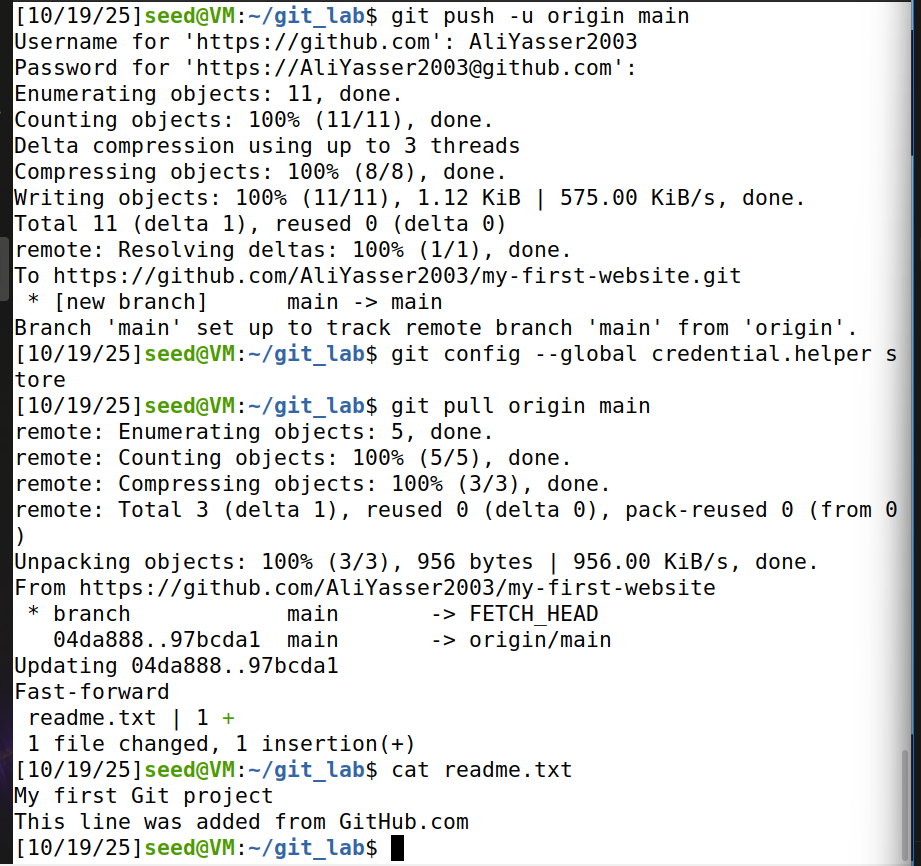 [10/19/25]seed@VM:~/git_lab$ git push -u origin main
Username for 'https://github.com': AliYasser2003
Password for 'https://AliYasser2003@github.com':
Enumerating objects: 11, done.
Counting objects: 100% (11/11), done.
Delta compression using up to 3 threads
Compressing objects: 100% (8/8), done.
Writing objects: 100% (11/11), 1.12 KiB | 575.00 KiB/s, done.
Total 11 (delta 1), reused 0 (delta 0)
remote: Resolving deltas: 100% (1/1), done.
To https://github.com/AliYasser2003/my-first-website.git
 * [new branch]      main -> main
Branch 'main' set up to track remote branch 'main' from 'origin'.
[10/19/25]seed@VM:~/git_lab$ git config --global credential.helper s
tore
[10/19/25]seed@VM:~/git_lab$ git pull origin main
remote: Enumerating objects: 5, done.
remote: Counting objects: 100% (5/5), done.
remote: Compressing objects: 100% (3/3), done.
remote: Total 3 (delta 1), reused 0 (delta 0), pack-reused 0 (from 0
)
Unpacking objects: 100% (3/3), 956 bytes | 956.00 KiB/s, done.
From https://github.com/AliYasser2003/my-first-website
 * branch            main       -> FETCH_HEAD
   04da888..97bcda1  main       -> origin/main
Updating 04da888..97bcda1
Fast-forward
 readme.txt | 1 +
 1 file changed, 1 insertion(+)
[10/19/25]seed@VM:~/git_lab$ cat readme.txt
My first Git project
This line was added from GitHub.com
[10/19/25]seed@VM:~/git_lab$